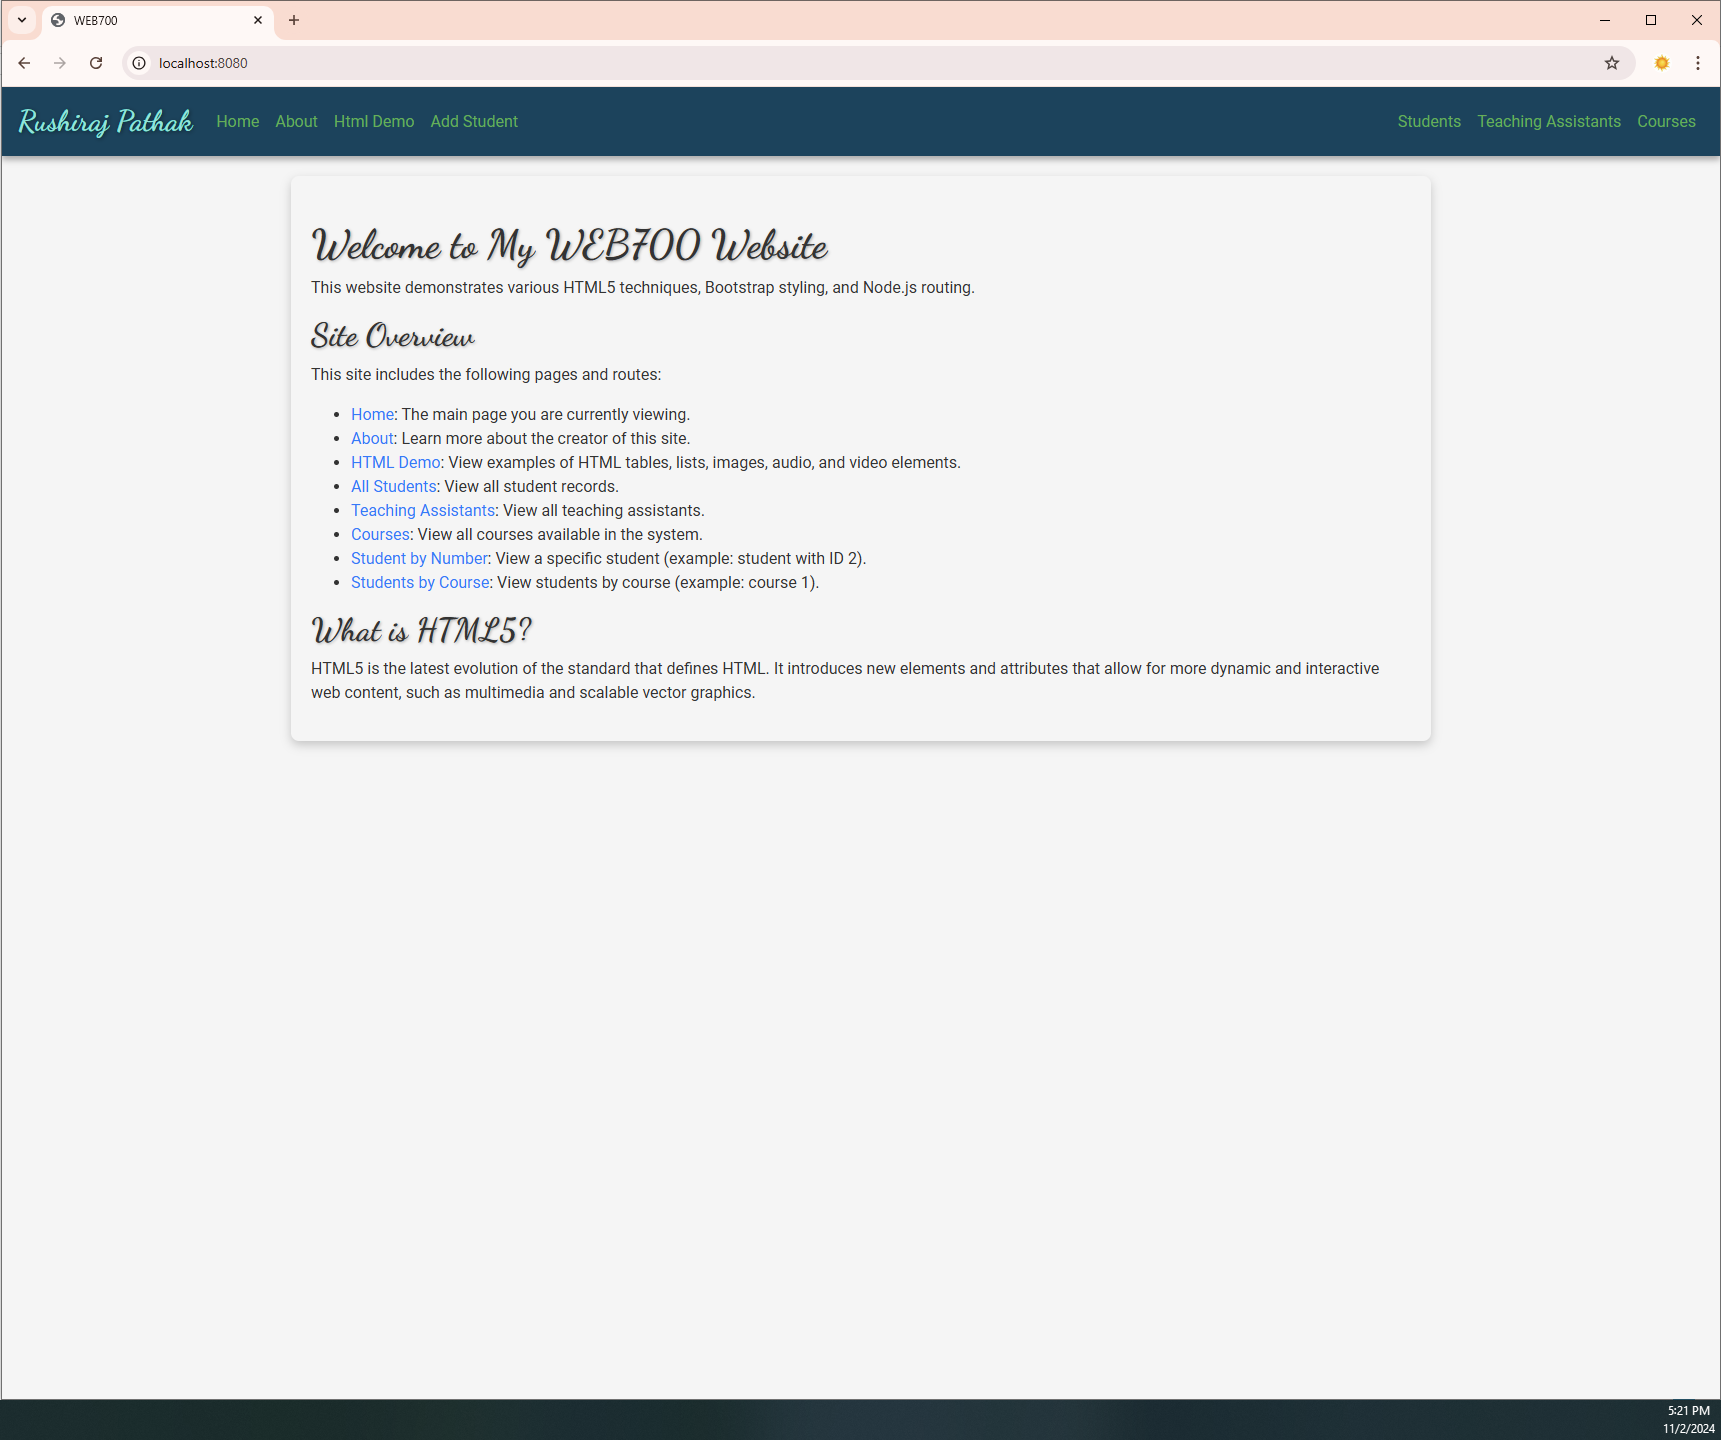 WEB700
localhost:8080
Rushiraj Pathak Home About Html Demo Add Student Students Teaching Assistants Courses
Welcome to My WEB700 Website
This website demonstrates various HTML5 techniques, Bootstrap styling, and Node.js routing.
Site Overview
This site includes the following pages and routes:
• Home: The main page you are currently viewing.
• About: Learn more about the creator of this site.
• HTML Demo: View examples of HTML tables, lists, images, audio, and video elements.
• All Students: View all student records.
• Teaching Assistants: View all teaching assistants.
• Courses: View all courses available in the system.
• Student by Number: View a specific student (example: student with ID 2).
• Students by Course: View students by course (example: course 1).
What is HTML5?
HTML5 is the latest evolution of the standard that defines HTML. It introduces new elements and attributes that allow for more dynamic and interactive
web content, such as multimedia and scalable vector graphics.
5:21 PM
11/2/2024